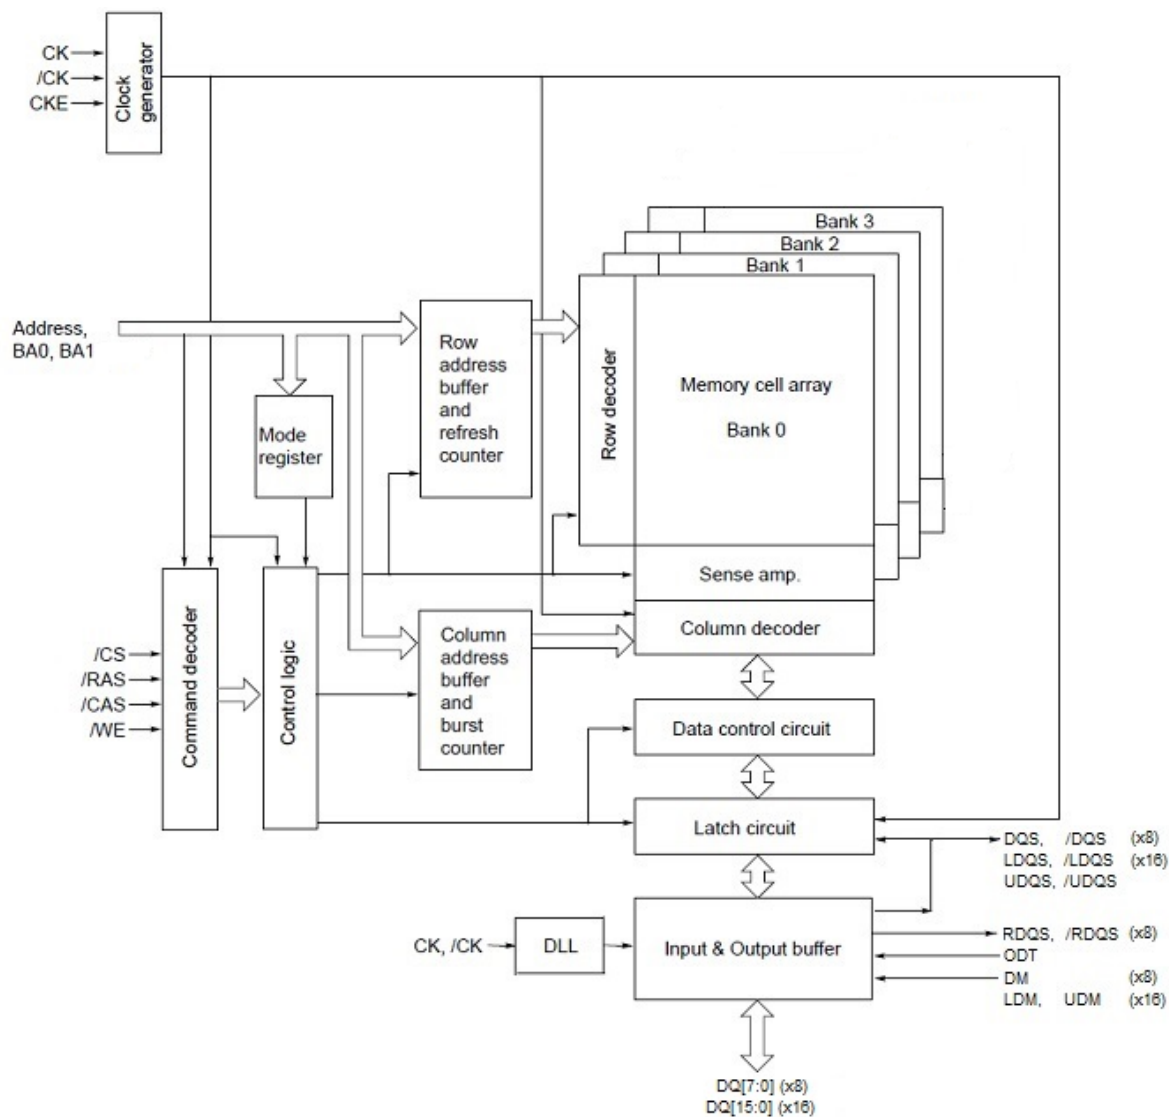 CK
/CK
CKE
Clock
generator
Bank 3
Bank 2
Bank 1
Address,
BA0, BA1
Row
address
buffer
and
refresh
counter
Row decoder
Memory cell array
Bank 0
Mode
register
Sense amp.
Column decoder
Command decoder
Control logic
Column
address
buffer
and
burst
counter
/CS
/RAS
/CAS
/WE
Data control circuit
Latch circuit
DQS, /DQS (x8)
LDQS, /LDQS (x16)
UDQS, /UDQS
CK, /CK
DLL
Input & Output buffer
RDQS, /RDQS (x8)
ODT
DM (x8)
LDM, UDM (x16)
DQ[7:0] (x8)
DQ[15:0] (x16)